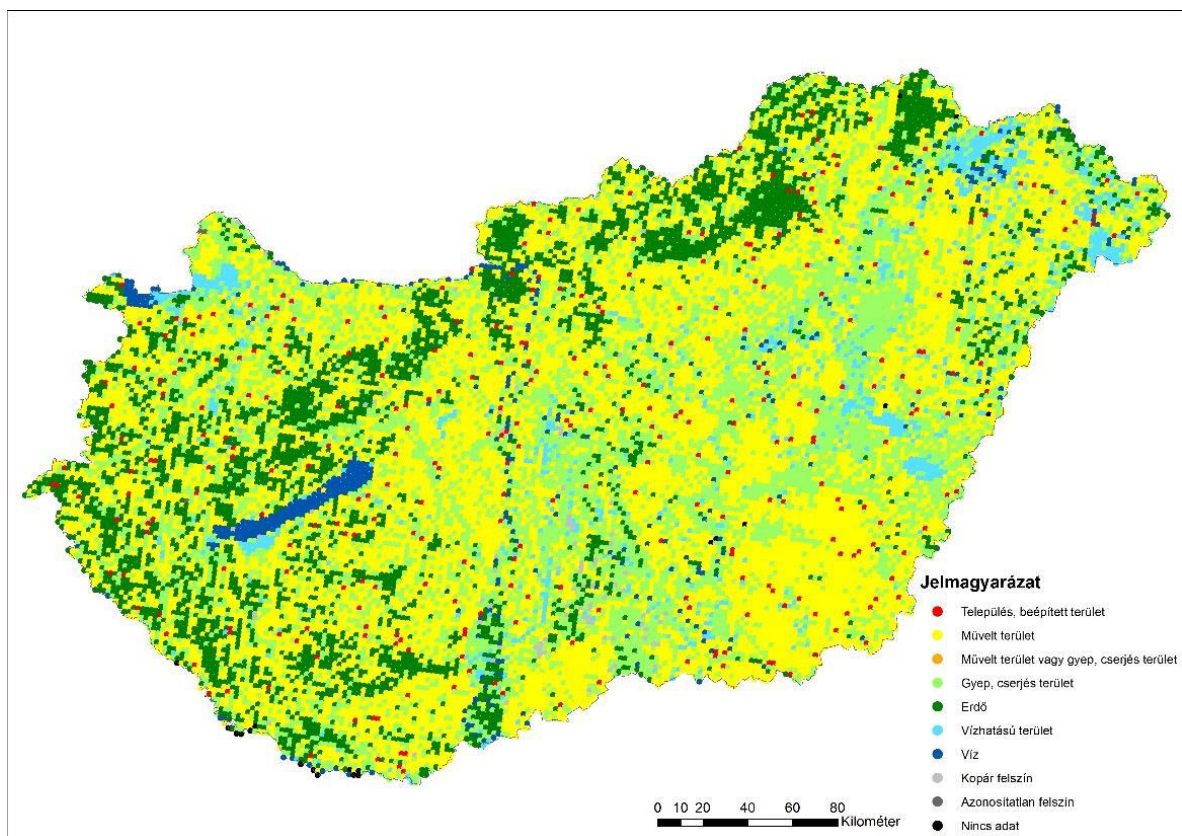 Jelmagyarázat
Település, beépített terület
Művelt terület
Művelt terület vagy gyep, cserjés terület
Gyep, cserjés terület
Erdő
Vízhatású terület
Víz
Kopár felszín
Azonosítatlan felszín
Nincs adat
0 10 20 40 60 80
Kilométer